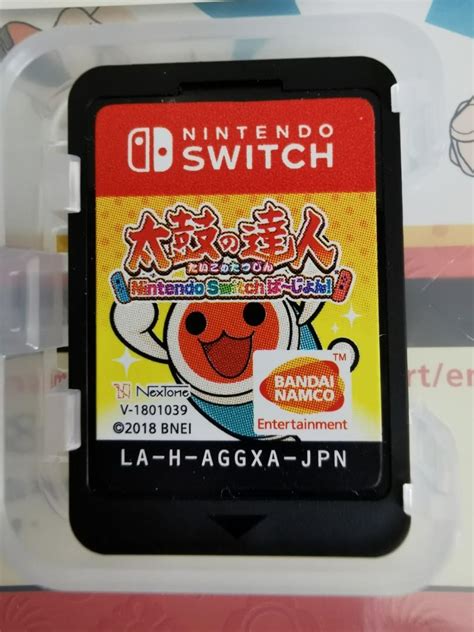 NINTENDO
SWITCH
太鼓の達人
たいこのたつじん
Nintendo Switchば〜じょん!
NexTone
V-1801039
©2018 BNEI
BANDAI
NAMCO
TM
Entertainment
LA-H-AGGXA-JPN